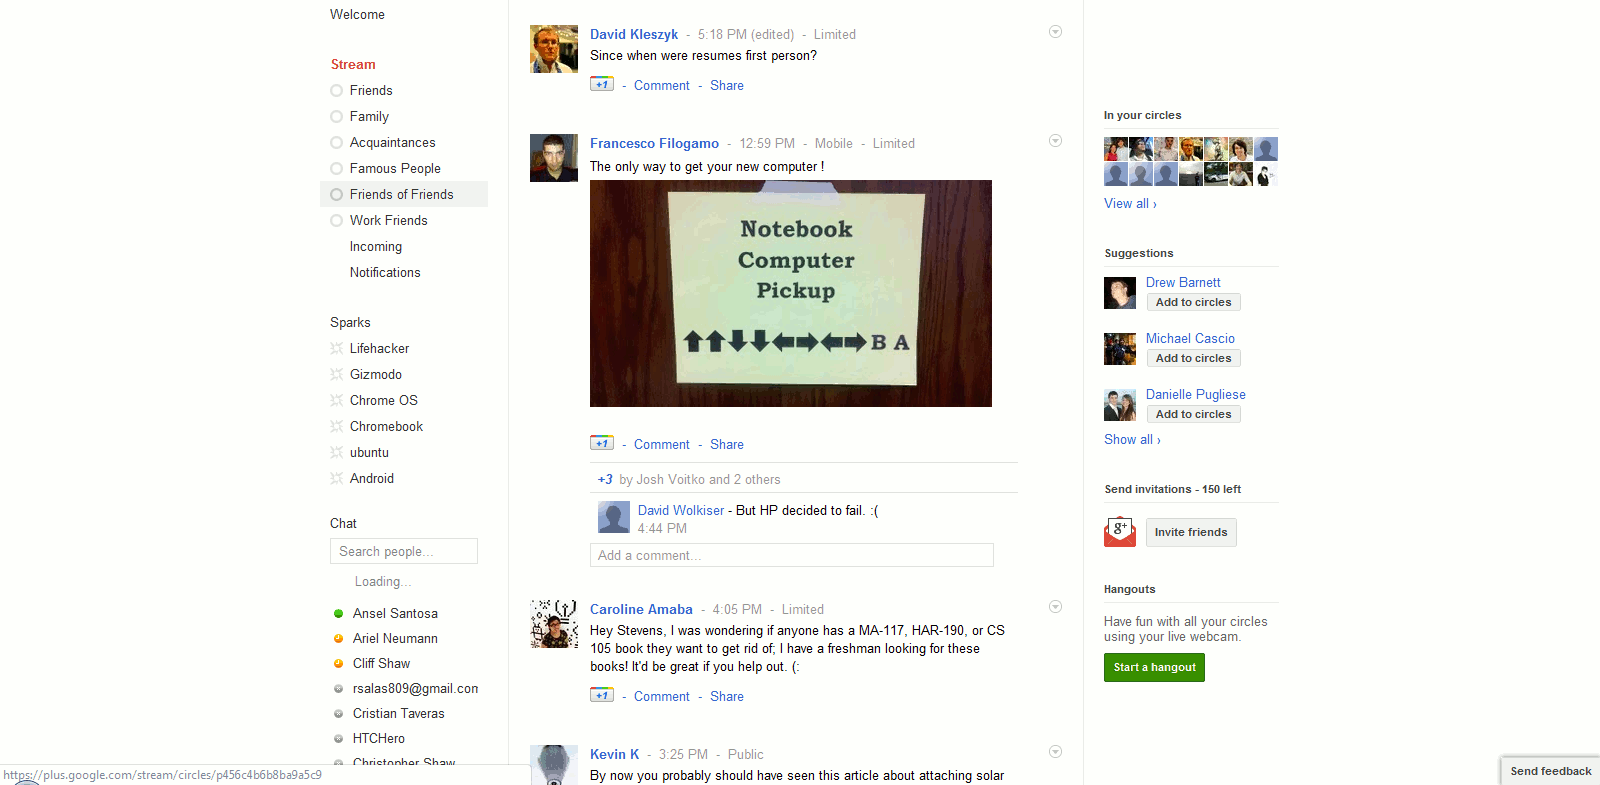 Welcome
Stream
Friends
Family
Acquaintances
Famous People
Friends of Friends
Work Friends
Incoming
Notifications
Sparks
Lifehacker
Gizmodo
Chrome OS
Chromebook
ubuntu
Android
Chat
Search people...
Loading...
Ansel Santosa
Ariel Neumann
Cliff Shaw
rsalas809@gmail.con
Cristian Taveras
HTCHero
Christopher Shaw
https://plus.google.com/stream/circles/p456c4b6b8ba9a5c9
David Kleszyk - 5:18 PM (edited) - Limited
Since when were resumes first person?
+1 - Comment - Share
Francesco Filogamo - 12:59 PM - Mobile - Limited
The only way to get your new computer !
Notebook
Computer
Pickup
⬆⬆⬇⬇⬅➡⬅➡ B A
+1 - Comment - Share
+3 by Josh Voitko and 2 others
David Wolkiser - But HP decided to fail. :(
4:44 PM
Add a comment...
Caroline Amaba - 4:05 PM - Limited
Hey Stevens, I was wondering if anyone has a MA-117, HAR-190, or CS
105 book they want to get rid of; I have a freshman looking for these
books! It'd be great if you help out. (:
+1 - Comment - Share
Kevin K - 3:25 PM - Public
By now you probably should have seen this article about attaching solar
In your circles
View all ›
Suggestions
Drew Barnett
Add to circles
Michael Cascio
Add to circles
Danielle Pugliese
Add to circles
Show all ›
Send invitations - 150 left
g+
Invite friends
Hangouts
Have fun with all your circles
using your live webcam.
Start a hangout
Send feedback